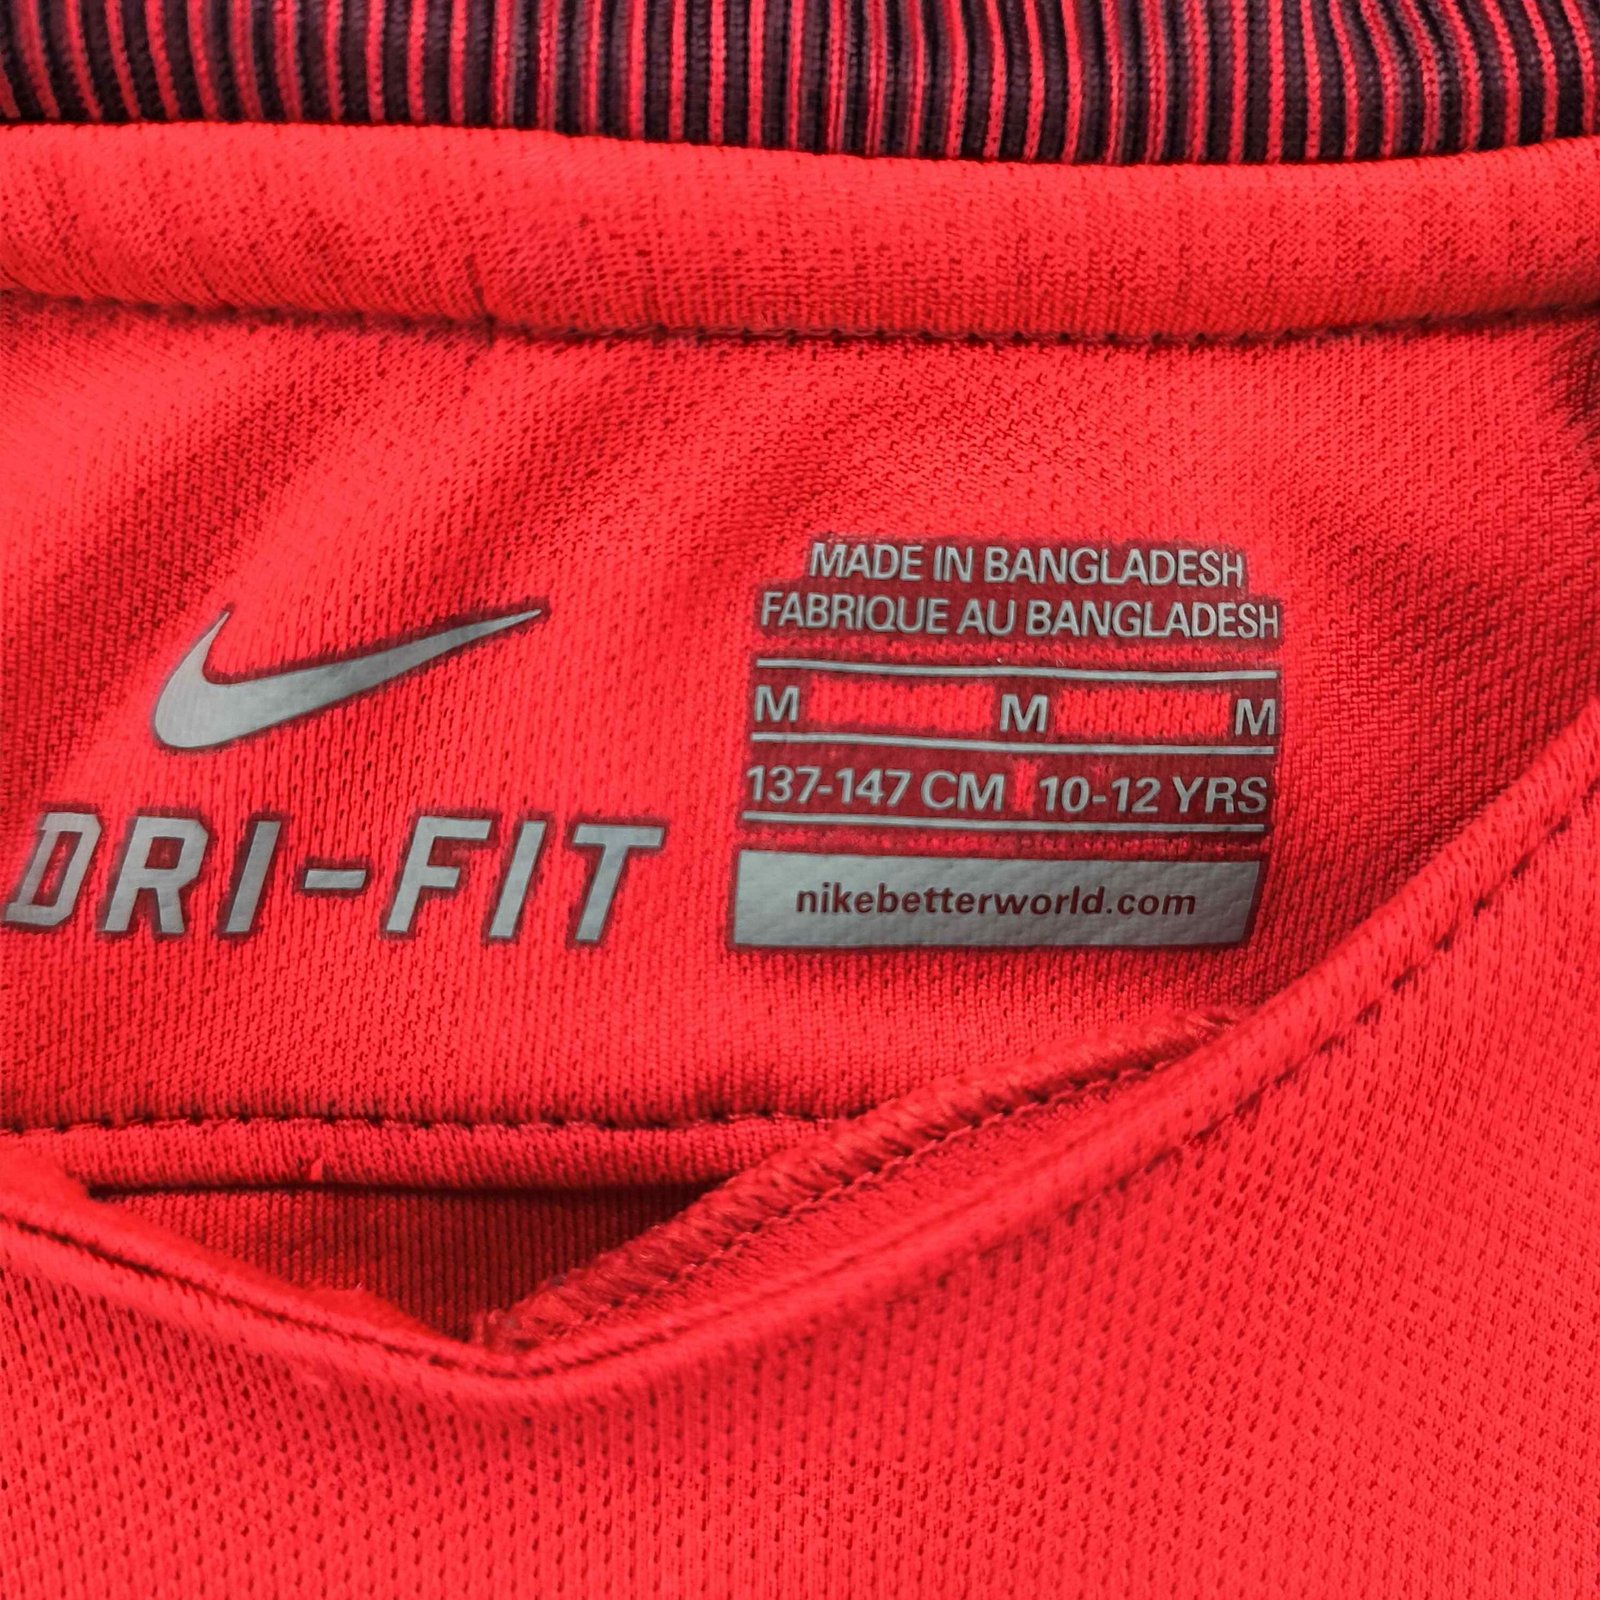 MADE IN BANGLADESH
FABRIQUE AU BANGLADESH
M M M
137-147 CM 10-12 YRS
nikebetterworld.com
DRI-FIT